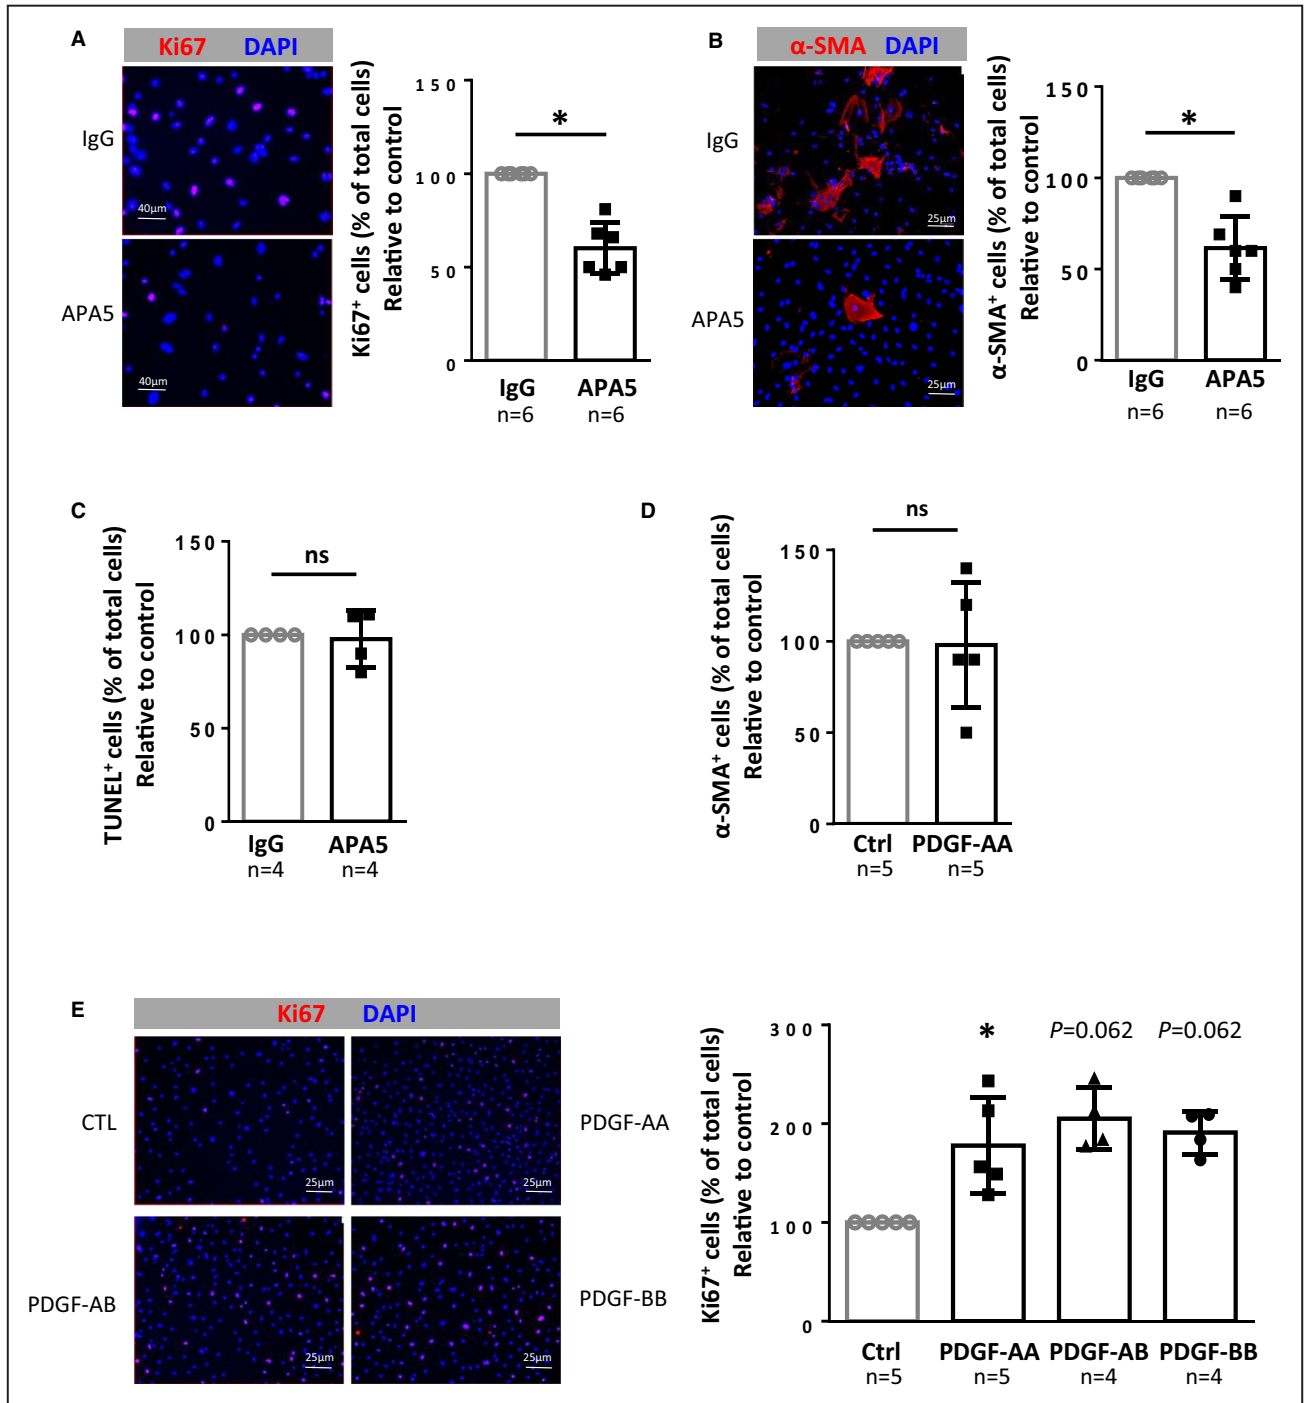 A
Ki67 DAPI
IgG
40µm
APA5
40µm
Ki67+ cells (% of total cells)
Relative to control
150
100
50
0
*
IgG
APA5
n=6
n=6
B
α-SMA DAPI
IgG
25µm
APA5
25µm
α-SMA+ cells (% of total cells)
Relative to control
150
100
50
0
*
IgG
APA5
n=6
n=6
C
TUNEL+ cells (% of total cells)
Relative to control
150
100
50
0
ns
IgG
APA5
n=4
n=4
D
α-SMA+ cells (% of total cells)
Relative to control
150
100
50
0
ns
Ctrl
PDGF-AA
n=5
n=5
E
Ki67 DAPI
CTL
25µm
PDGF-AA
25µm
PDGF-AB
25µm
PDGF-BB
25µm
Ki67+ cells (% of total cells)
Relative to control
300
200
100
0
*
P=0.062
P=0.062
Ctrl
PDGF-AA
PDGF-AB
PDGF-BB
n=5
n=5
n=4
n=4